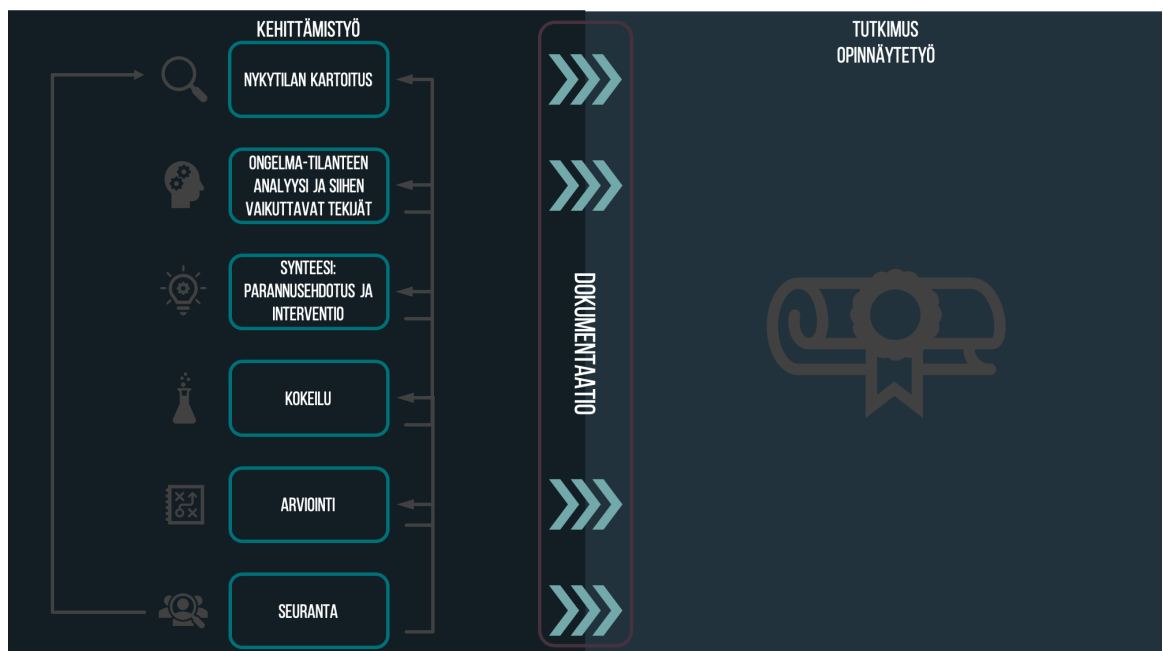 KEHITTÄMISTYÖ
NYKYTILAN KARTOITUS
ONGELMA-TILANTEEN
ANALYYSI JA SIIHEN
VAIKUTTAVAT TEKIJÄT
SYNTEESI:
PARANNUSEHDOTUS JA
INTERVENTIO
KOKEILU
ARVIOINTI
SEURANTA
DOKUMENTAATIO
TUTKIMUS
OPINNÄYTETYÖ